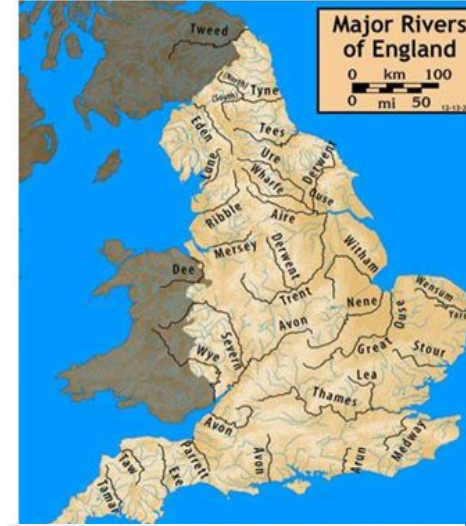 Major Rivers
of England
0 km 100
0 mi 50
Tweed
(North)
Tyne
(South)
Eden
Tees
Lune
Ure
Derwent
Wharfe
Ouse
Ribble
Aire
Mersey
Derwent
Witham
Dee
Trent
Wensum
Nene
Ouse
Yare
Avon
Severn
Great
Stour
Wye
Lea
Thames
Avon
Medway
Parrett
Avon
Arun
Exe
Taw
Tamar